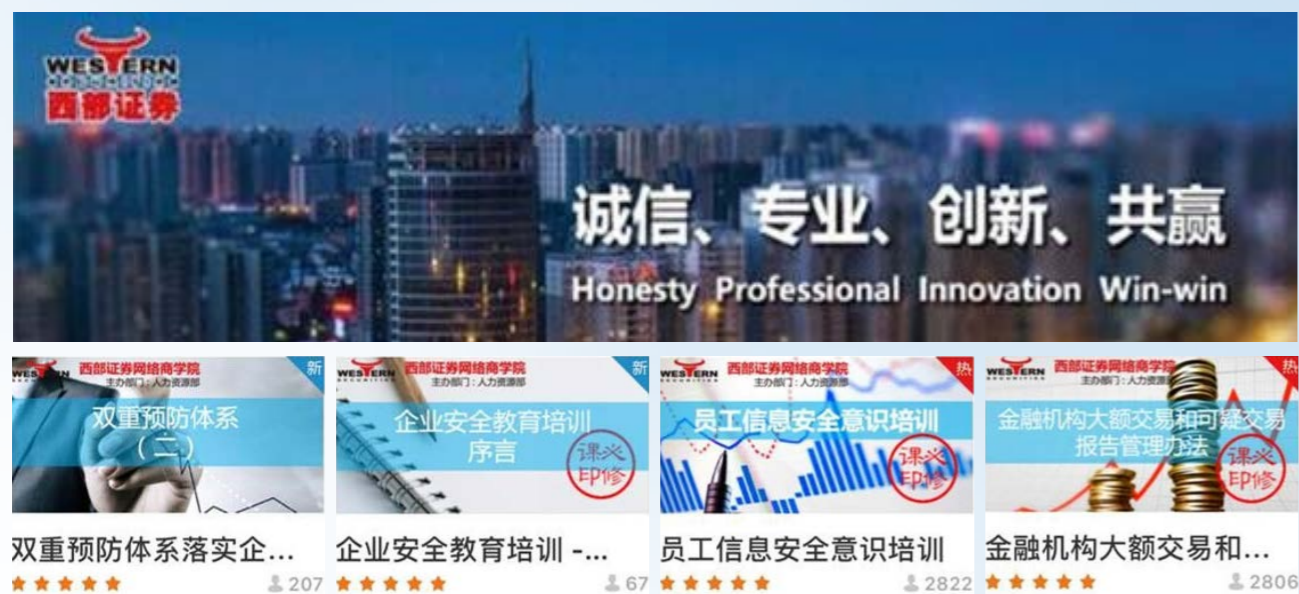 WESTERN
西部证券
诚信、专业、创新、共赢
Honesty Professional Innovation Win-win
WESTERN
西部证券网络商学院
主办部门：人力资源部
新
双重预防体系
（二）
双重预防体系落实企...
207
WESTERN
西部证券网络商学院
主办部门：人力资源部
新
企业安全教育培训
序言
课必
印修
企业安全教育培训 -...
67
WESTERN
SECURITIES
西部证券网络商学院
主办部门：人力资源部
热
员工信息安全意识培训
课必
印修
员工信息安全意识培训
2822
WESTERN
SECURITIES
西部证券网络商学院
主办部门：人力资源部
热
金融机构大额交易和可疑交易
报告管理办法
课必
印修
金融机构大额交易和...
2806